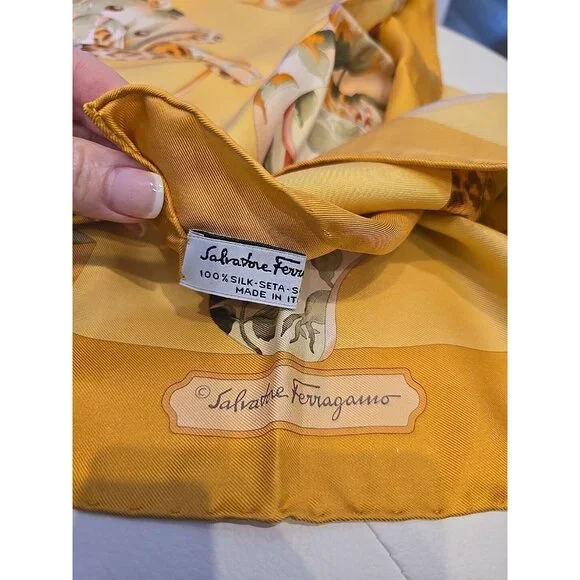 Salvatore Ferra
100% SILK-SETA-S
MADE IN IT
© Salvatore Ferragamo